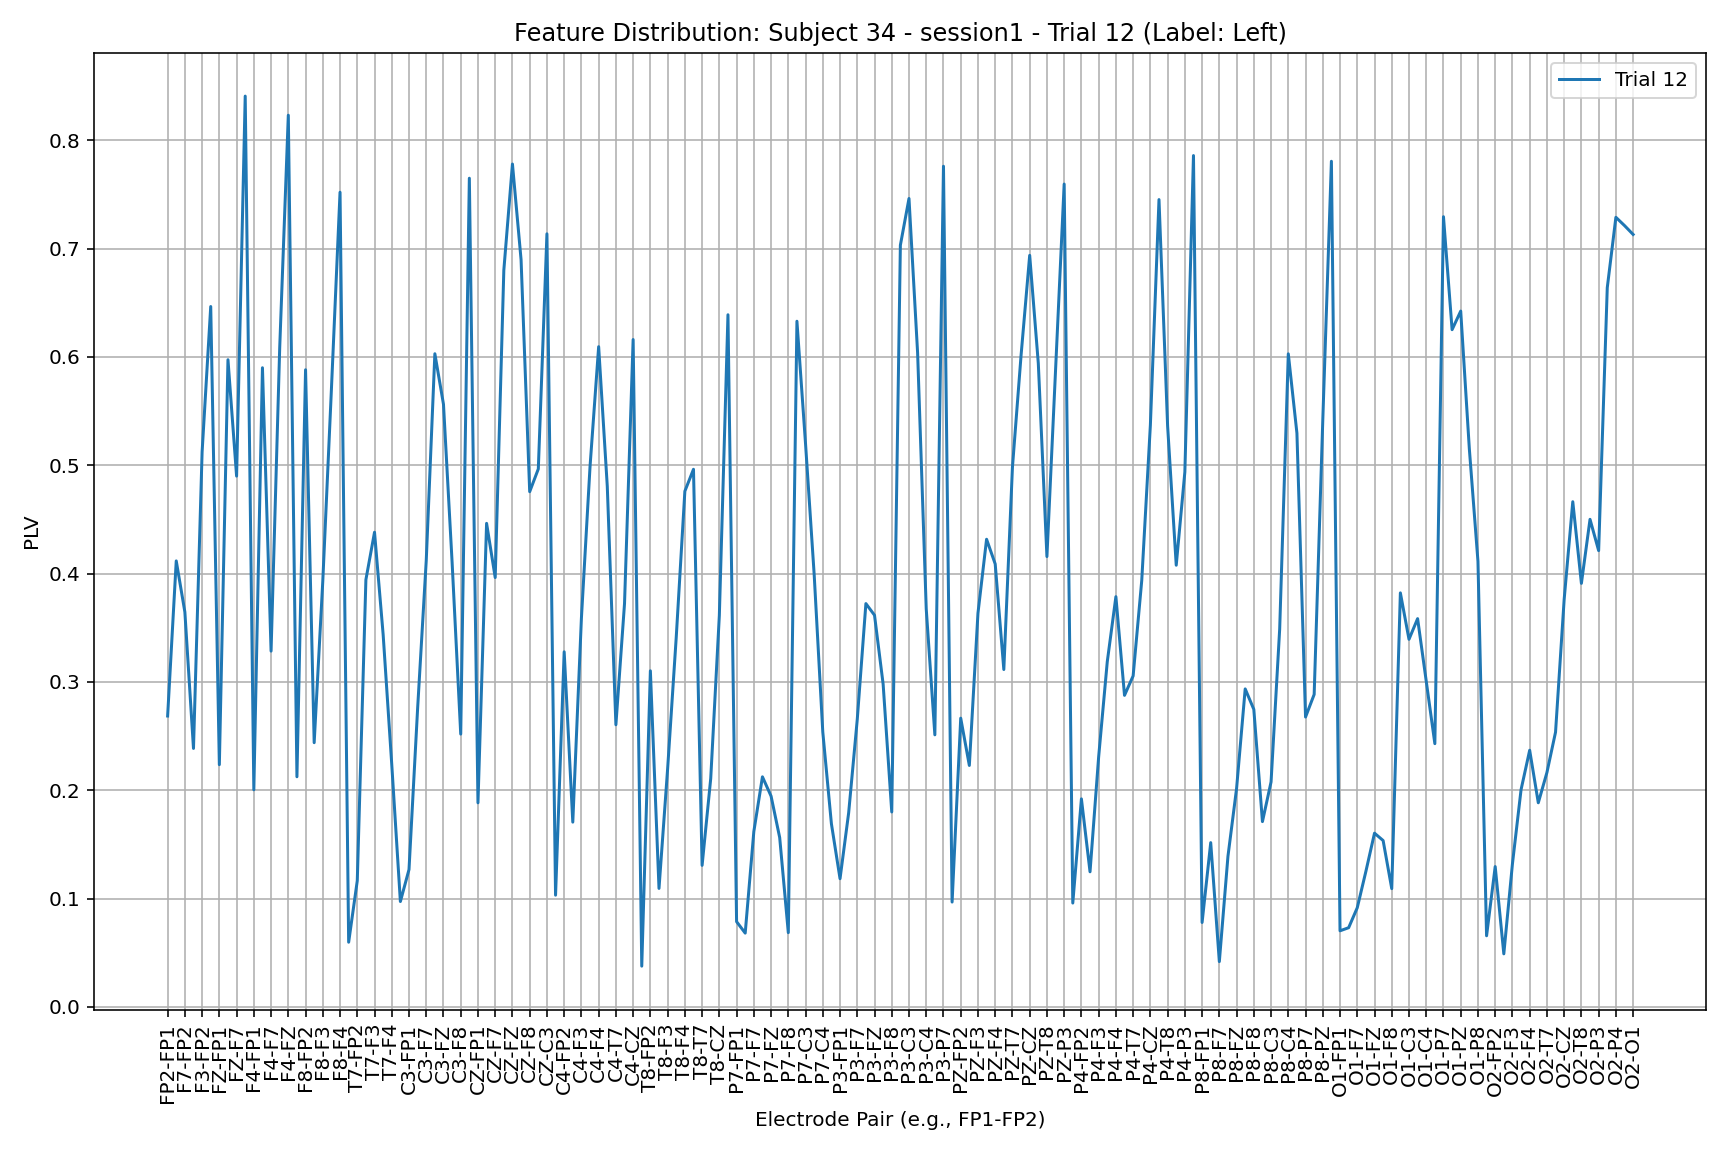 Feature Distribution: Subject 34 - session1 - Trial 12 (Label: Left)
Trial 12
PLV
0.8
0.7
0.6
0.5
0.4
0.3
0.2
0.1
0.0
FP2-FP1
F7-FP2
F3-FP2
FZ-FP1
FZ-F7
F4-FP1
F4-F7
F4-FZ
F8-FP2
F8-F3
F8-F4
T7-FP2
T7-F3
T7-F4
C3-FP1
C3-F7
C3-FZ
C3-F8
CZ-FP1
CZ-F7
CZ-FZ
CZ-F8
CZ-C3
C4-FP2
C4-F3
C4-F4
C4-T7
C4-CZ
T8-FP2
T8-F3
T8-F4
T8-T7
T8-CZ
P7-FP1
P7-F7
P7-FZ
P7-F8
P7-C3
P7-C4
P3-FP1
P3-F7
P3-FZ
P3-F8
P3-C3
P3-C4
P3-P7
PZ-FP2
PZ-F3
PZ-F4
PZ-T7
PZ-CZ
PZ-T8
PZ-P3
P4-FP2
P4-F3
P4-F4
P4-T7
P4-CZ
P4-T8
P4-P3
P8-FP1
P8-F7
P8-FZ
P8-F8
P8-C3
P8-C4
P8-P7
P8-PZ
O1-FP1
O1-F7
O1-FZ
O1-F8
O1-C3
O1-C4
O1-P7
O1-PZ
O1-P8
O2-FP2
O2-F3
O2-F4
O2-T7
O2-CZ
O2-T8
O2-P3
O2-P4
O2-O1
Electrode Pair (e.g., FP1-FP2)